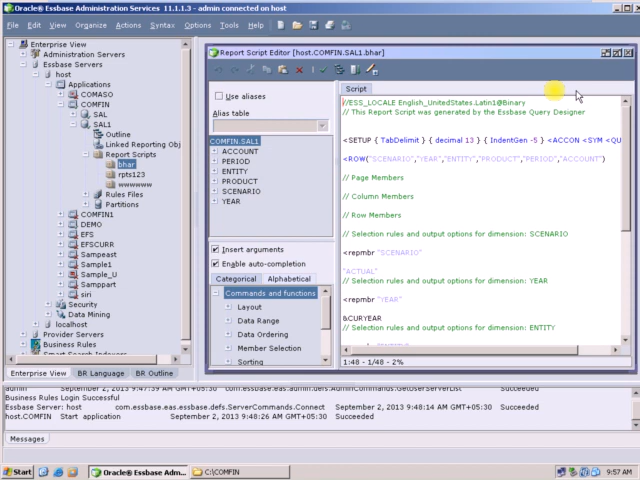 Oracle® Essbase Administration Services 11.1.1.3 - admin connected on host
File Edit View Organize Actions Syntax Options Tools Help
Enterprise View
Administration Servers
Essbase Servers
host
Applications
COMASO
COMFIN
SAL
SAL1
Outline
Linked Reporting Obj
Report Scripts
bhar
rpts123
wwwwww
Rules Files
Partitions
COMFIN1
DEMO
EFS
EFSCURR
Sampeast
Sample1
Sample_U
Samppart
siri
Security
Data Mining
localhost
Provider Servers
Business Rules
Smart Search Indexers
Enterprise View BR Language BR Outline
Report Script Editor [host.COMFIN.SAL1.bhar]
Use aliases
Alias table
COMFIN.SAL1
ACCOUNT
PERIOD
ENTITY
PRODUCT
SCENARIO
YEAR
Insert arguments
Enable auto-completion
Categorical Alphabetical
Commands and functions
Layout
Data Range
Data Ordering
Member Selection
Sorting
Script
//ESS_LOCALE English_UnitedStates.Latin1@Binary
// This Report Script was generated by the Essbase Query Designer
<SETUP { TabDelimit } { decimal 13 } { IndentGen -5 } <ACCON <SYM <QU
<ROW("SCENARIO","YEAR","ENTITY","PRODUCT","PERIOD","ACCOUNT")
// Page Members
// Column Members
// Row Members
// Selection rules and output options for dimension: SCENARIO
<repmbr "SCENARIO"
"ACTUAL"
// Selection rules and output options for dimension: YEAR
<repmbr "YEAR"
&CURYEAR
// Selection rules and output options for dimension: ENTITY
1:48 - 1/48 - 2%
admin September 2, 2013 9:47:39 AM GMT+05:30 com.essbase.eas.admin.defs.AdminCommands.GetUserServerList Succeeded
Business Rules Login Successful
Essbase Server: host com.essbase.eas.essbase.defs.ServerCommands.Connect September 2, 2013 9:48:14 AM GMT+05:30 Succeeded
host.COMFIN Start application September 2, 2013 9:48:26 AM GMT+05:30 Succeeded
Messages
Start Oracle® Essbase Adm... C:\COMFIN 9:57 AM